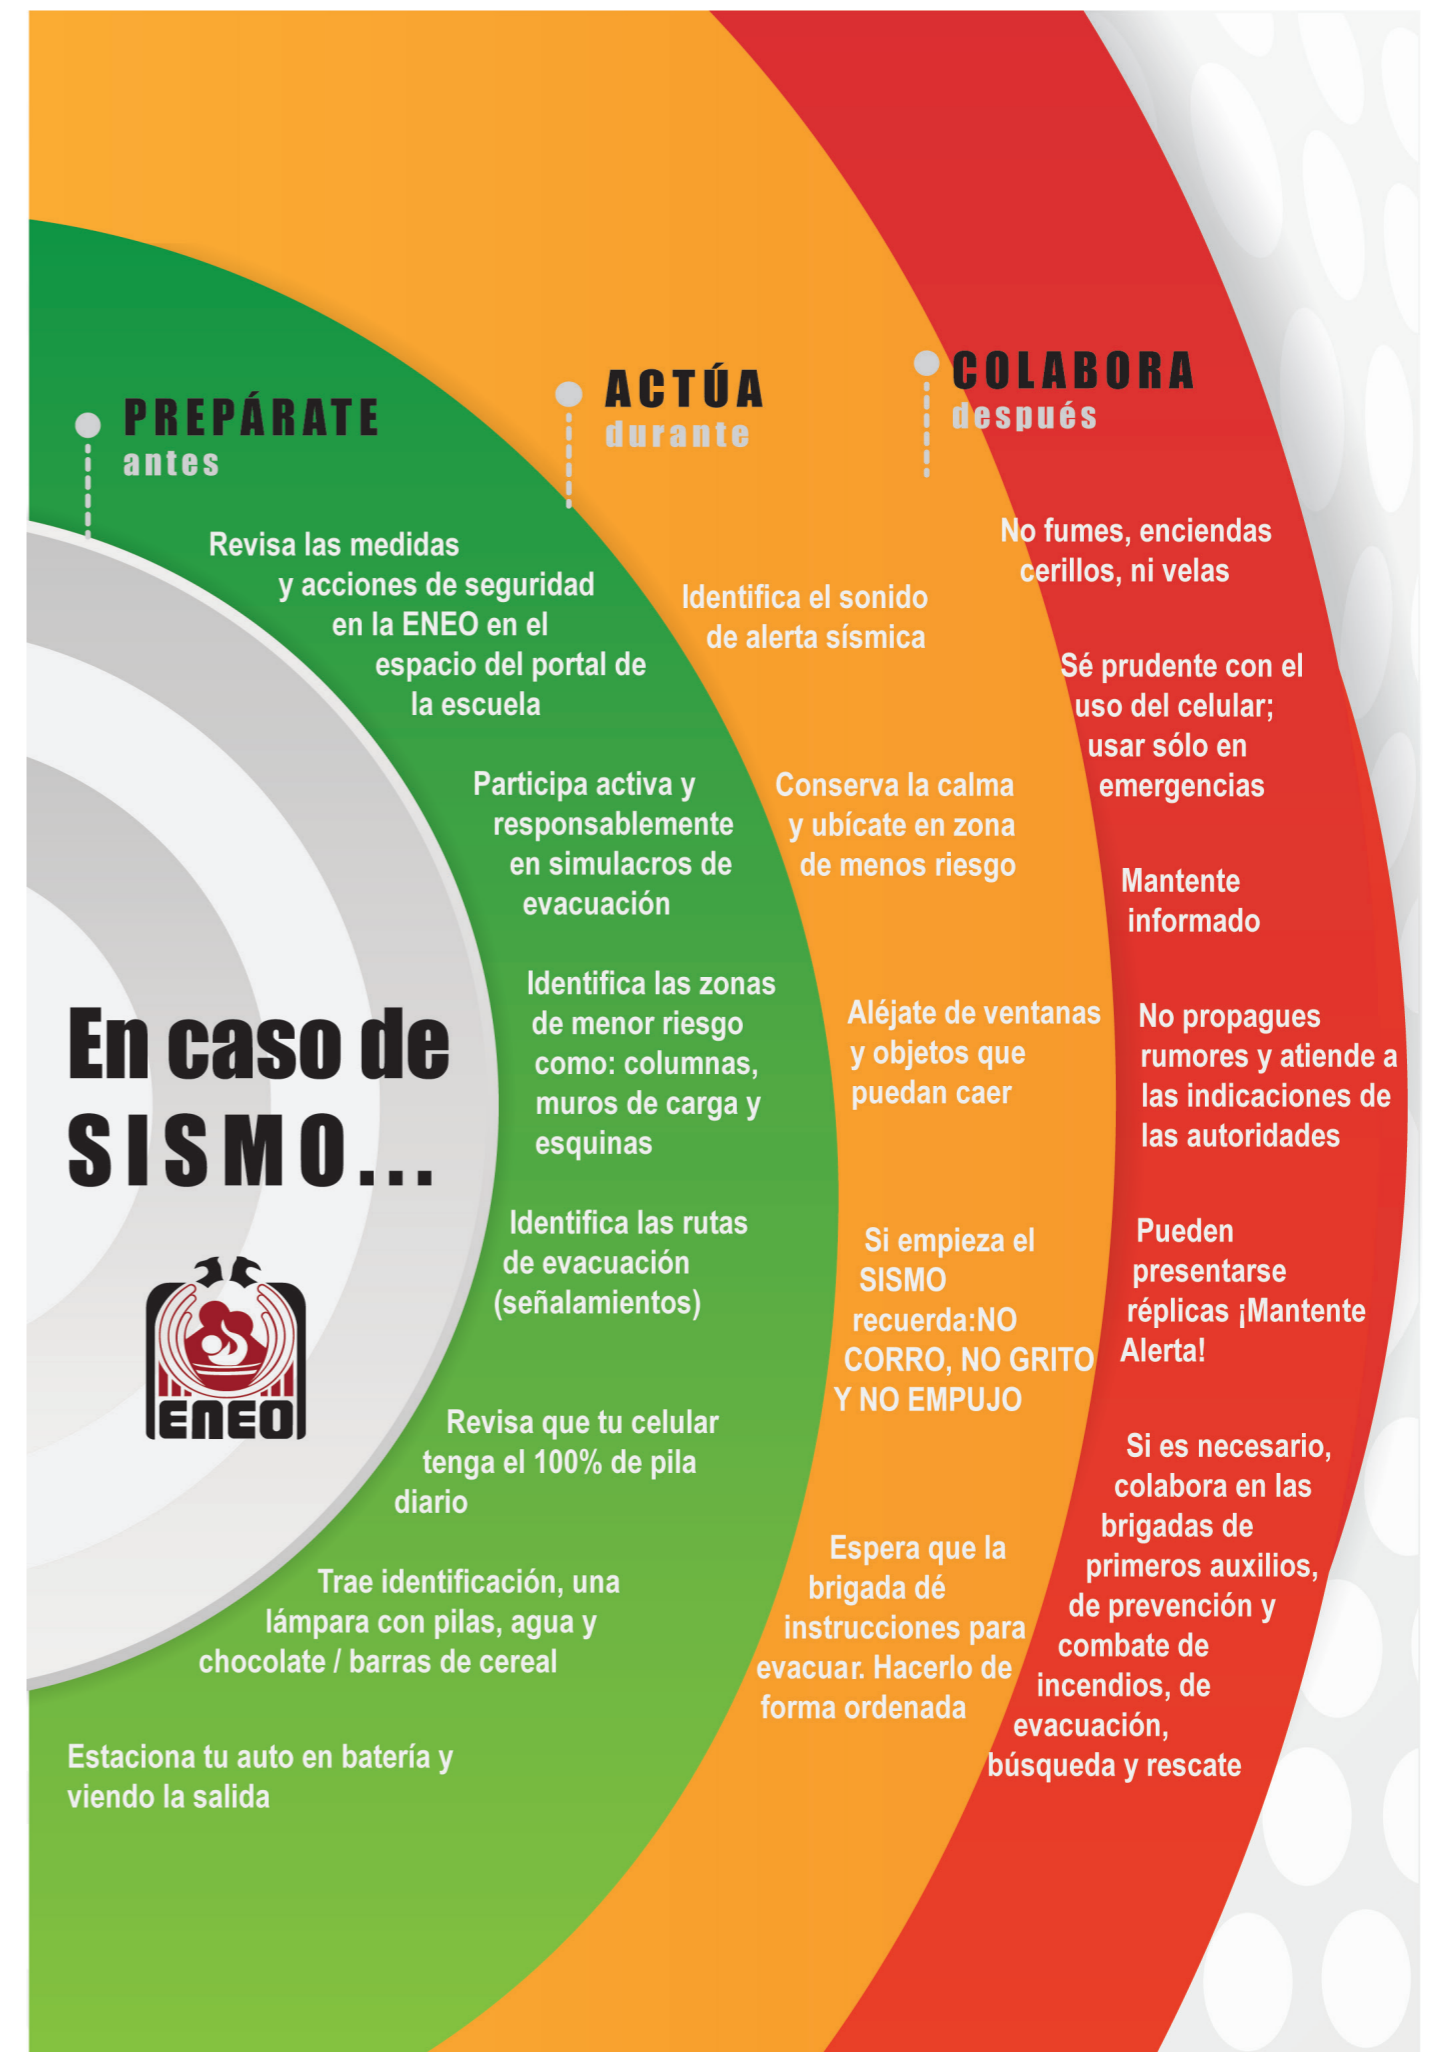 En caso de
SISMO...
ENEO
PREPÁRATE
antes
Revisa las medidas
y acciones de seguridad
en la ENEO en el
espacio del portal de
la escuela
Participa activa y
responsablemente
en simulacros de
evacuación
Identifica las zonas
de menor riesgo
como: columnas,
muros de carga y
esquinas
Identifica las rutas
de evacuación
(señalamientos)
Revisa que tu celular
tenga el 100% de pila
diario
Trae identificación, una
lámpara con pilas, agua y
chocolate / barras de cereal
Estaciona tu auto en batería y
viendo la salida
ACTÚA
durante
Identifica el sonido
de alerta sísmica
Conserva la calma
y ubícate en zona
de menos riesgo
Aléjate de ventanas
y objetos que
puedan caer
Si empieza el
SISMO
recuerda:NO
CORRO, NO GRITO
Y NO EMPUJO
Espera que la
brigada dé
instrucciones para
evacuar. Hacerlo de
forma ordenada
COLABORA
después
No fumes, enciendas
cerillos, ni velas
Sé prudente con el
uso del celular;
usar sólo en
emergencias
Mantente
informado
No propagues
rumores y atiende a
las indicaciones de
las autoridades
Pueden
presentarse
réplicas ¡Mantente
Alerta!
Si es necesario,
colabora en las
brigadas de
primeros auxilios,
de prevención y
combate de
incendios, de
evacuación,
búsqueda y rescate